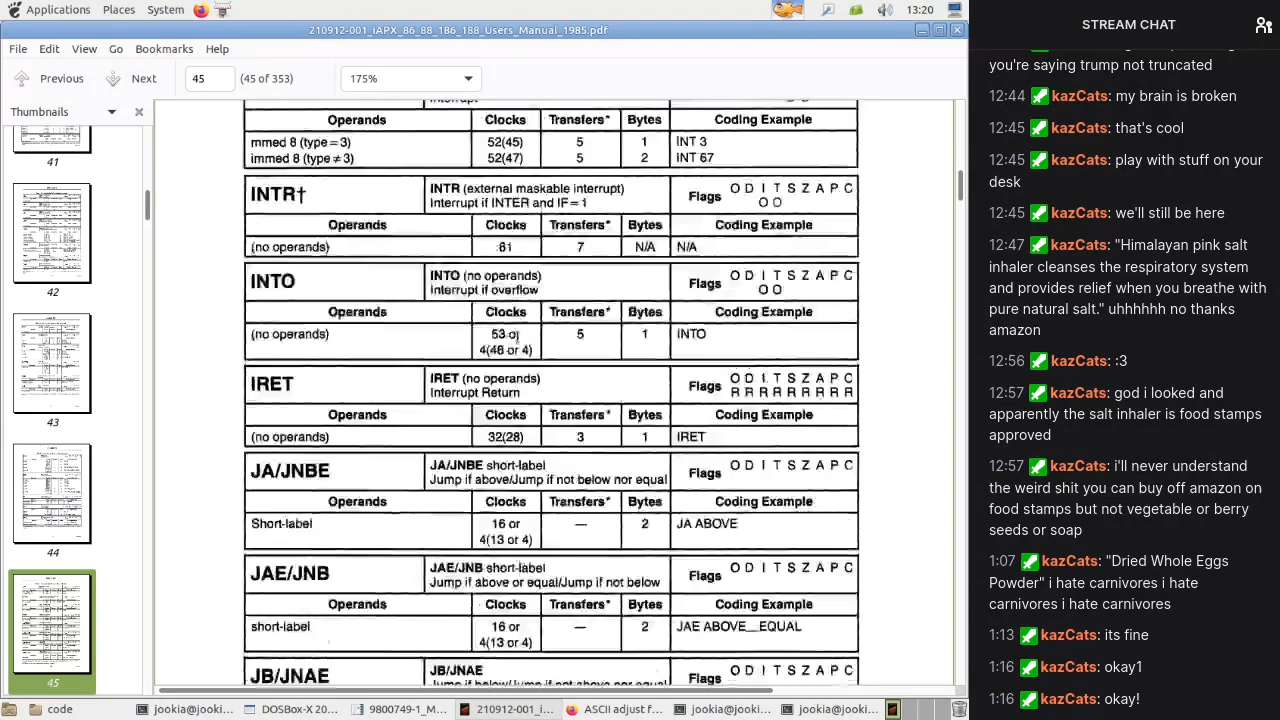 Applications Places System 13:20
210912-001_iAPX_86_88_186_188_Users_Manual_1985.pdf
File Edit View Go Bookmarks Help
Previous Next 45 (45 of 353) 175%
Thumbnails
41
42
43
44
45
Operands Clocks Transfers* Bytes Coding Example
mmed 8 (type = 3) 52(45) 5 1 INT 3
immed 8 (type ≠ 3) 52(47) 5 2 INT 67
INTR† INTR (external maskable interrupt) Flags O D I T S Z A P C
Interrupt if INTER and IF=1 0 0
Operands Clocks Transfers* Bytes Coding Example
(no operands) 61 7 N/A N/A
INTO INTO (no operands) Flags O D I T S Z A P C
Interrupt if overflow 0 0
Operands Clocks Transfers* Bytes Coding Example
(no operands) 53 or 5 1 INTO
4(48 or 4)
IRET IRET (no operands) Flags O D I T S Z A P C
Interrupt Return R R R R R R R R R
Operands Clocks Transfers* Bytes Coding Example
(no operands) 32(28) 3 1 IRET
JA/JNBE JA/JNBE short-label Flags O D I T S Z A P C
Jump if above/Jump if not below nor equal
Operands Clocks Transfers* Bytes Coding Example
Short-label 16 or — 2 JA ABOVE
4(13 or 4)
JAE/JNB JAE/JNB short-label Flags O D I T S Z A P C
Jump if above or equal/Jump if not below
Operands Clocks Transfers* Bytes Coding Example
short-label 16 or — 2 JAE ABOVE__EQUAL
4(13 or 4)
JB/JNAE JB/JNAE Flags O D I T S Z A P C
code jookia@jooki... DOSBox-X 20... 9800749-1_M... 210912-001_i... ASCII adjust f... jookia@jooki... jookia@jooki...
STREAM CHAT
you're saying trump not truncated
12:44 kazCats: my brain is broken
12:45 kazCats: that's cool
12:45 kazCats: play with stuff on your
desk
12:45 kazCats: we'll still be here
12:47 kazCats: "Himalayan pink salt
inhaler cleanses the respiratory system
and provides relief when you breathe with
pure natural salt." uhhhhhh no thanks
amazon
12:56 kazCats: :3
12:57 kazCats: god i looked and
apparently the salt inhaler is food stamps
approved
12:57 kazCats: i'll never understand
the weird shit you can buy off amazon on
food stamps but not vegetable or berry
seeds or soap
1:07 kazCats: "Dried Whole Eggs
Powder" i hate carnivores i hate
carnivores i hate carnivores
1:13 kazCats: its fine
1:16 kazCats: okay1
1:16 kazCats: okay!